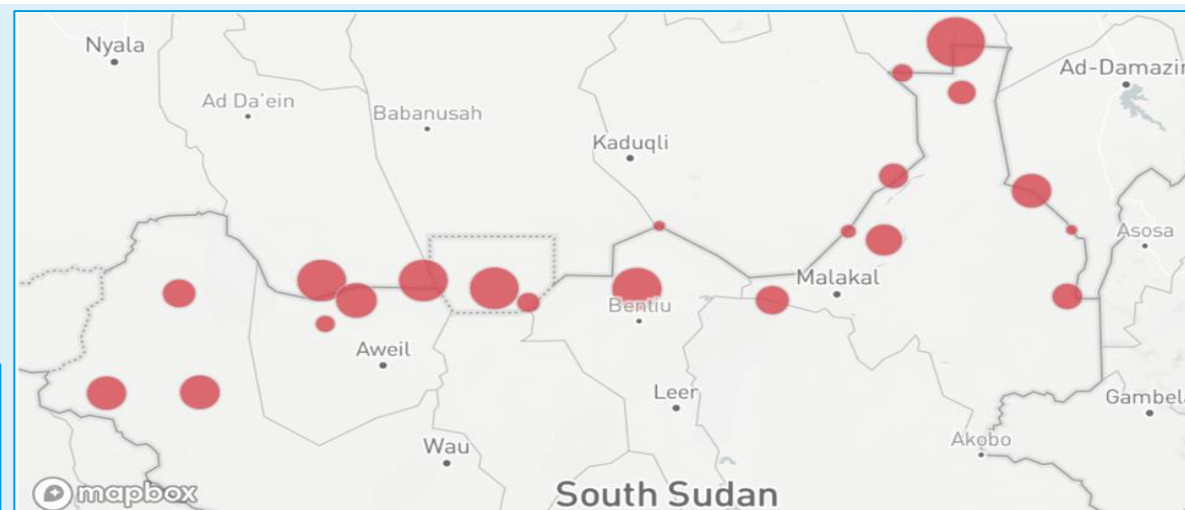 Nyala
Ad-Damazin
Ad Da'ein
Babanusah
Kaduqli
Asosa
Malakal
Bentiu
Aweil
Leer
Gambela
Wau
Akobo
mapbox
South Sudan